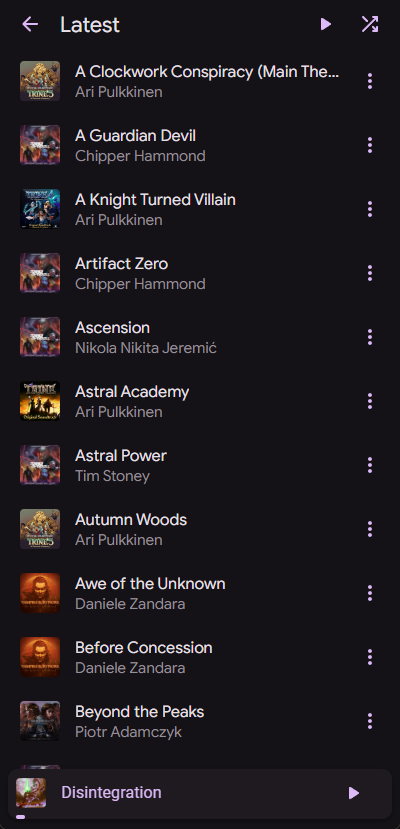 Latest
A Clockwork Conspiracy (Main The...
Ari Pulkkinen
A Guardian Devil
Chipper Hammond
A Knight Turned Villain
Ari Pulkkinen
Artifact Zero
Chipper Hammond
Ascension
Nikola Nikita Jeremić
Astral Academy
Ari Pulkkinen
Astral Power
Tim Stoney
Autumn Woods
Ari Pulkkinen
Awe of the Unknown
Daniele Zandara
Before Concession
Daniele Zandara
Beyond the Peaks
Piotr Adamczyk
Disintegration